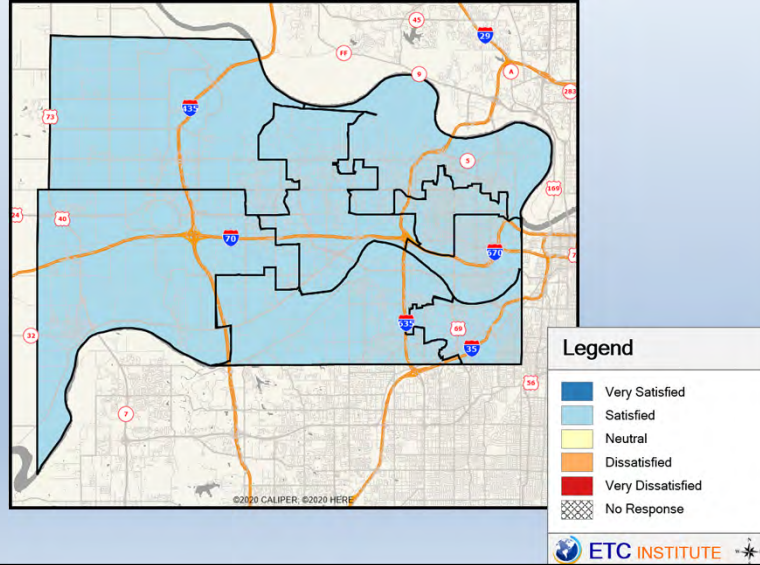 45
29
FF
9
A
283
435
73
5
169
24
40
70
670
7
32
635
69
35
56
7
©2020 CALIPER, ©2020 HERE
Legend
Very Satisfied
Satisfied
Neutral
Dissatisfied
Very Dissatisfied
No Response
ETC INSTITUTE